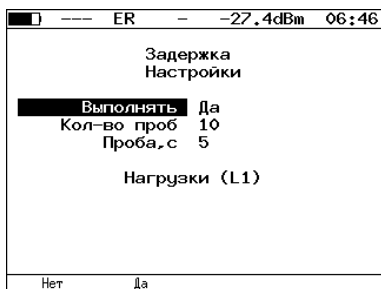 --- ER - -27.4dBm 06:46
Задержка
Настройки
Выполнять Да
Кол-во проб 10
Проба,с 5
Нагрузки (L1)
Нет Да